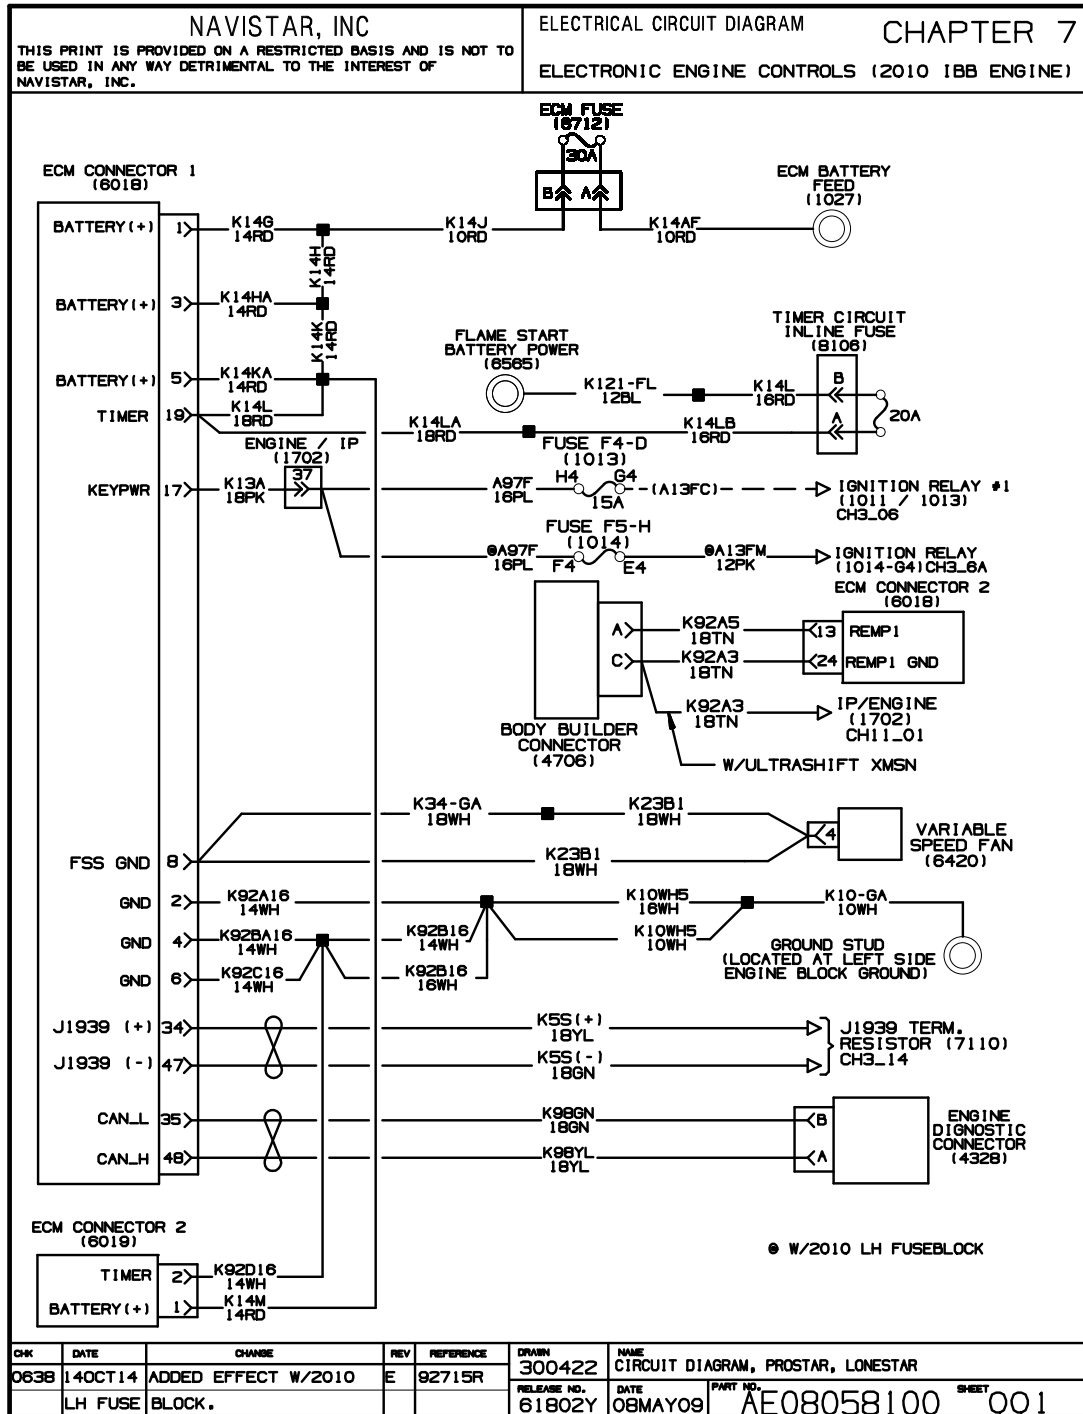 NAVISTAR, INC
THIS PRINT IS PROVIDED ON A RESTRICTED BASIS AND IS NOT TO
BE USED IN ANY WAY DETRIMENTAL TO THE INTEREST OF
NAVISTAR, INC.
ELECTRICAL CIRCUIT DIAGRAM
CHAPTER 7
ELECTRONIC ENGINE CONTROLS (2010 IBB ENGINE)
ECM FUSE
(8712)
30A
B
A
ECM CONNECTOR 1
(6018)
ECM BATTERY
FEED
(1027)
BATTERY(+)
1
K14G
14RD
K14J
10RD
K14AF
10RD
K14H
14RD
BATTERY(+)
3
K14HA
14RD
K14K
14RD
BATTERY(+)
5
K14KA
14RD
TIMER
19
K14L
18RD
FLAME START
BATTERY POWER
(6565)
TIMER CIRCUIT
INLINE FUSE
(8106)
K121-FL
12BL
K14L
16RD
B
K14LA
18RD
K14LB
16RD
A
20A
ENGINE / IP
(1702)
37
KEYPWR
17
K13A
18PK
FUSE F4-D
(1013)
A97F
16PL
H4
G4
15A
(A13FC)
IGNITION RELAY #1
(1011 / 1013)
CH3_06
FUSE F5-H
(1014)
@A97F
16PL
F4
E4
@A13FM
12PK
IGNITION RELAY
(1014-G4)CH3_6A
ECM CONNECTOR 2
(6018)
A
K92A5
18TN
13
REMP1
C
K92A3
18TN
24
REMP1 GND
K92A3
18TN
IP/ENGINE
(1702)
CH11_01
BODY BUILDER
CONNECTOR
(4706)
W/ULTRASHIFT XMSN
K34-GA
18WH
K23B1
18WH
4
VARIABLE
SPEED FAN
(6420)
FSS GND
8
K23B1
18WH
GND
2
K92A16
14WH
K10WH5
16WH
K10-GA
10WH
GND
4
K92BA16
14WH
K92B16
14WH
K10WH5
10WH
GND
6
K92C16
14WH
K92B16
16WH
GROUND STUD
(LOCATED AT LEFT SIDE
ENGINE BLOCK GROUND)
J1939 (+)
34
K5S(+)
18YL
J1939 (-)
47
K5S(-)
18GN
J1939 TERM.
RESISTOR (7110)
CH3_14
CAN_L
35
K98GN
18GN
B
CAN_H
48
K98YL
18YL
A
ENGINE
DIGNOSTIC
CONNECTOR
(4328)
ECM CONNECTOR 2
(6019)
TIMER
2
K92D16
14WH
BATTERY(+)
1
K14M
14RD
@ W/2010 LH FUSEBLOCK
CHK DATE CHANGE REV REFERENCE
0638 14OCT14 ADDED EFFECT W/2010 E 92715R
LH FUSE BLOCK.
DRAWN
300422
NAME
CIRCUIT DIAGRAM, PROSTAR, LONESTAR
RELEASE NO.
61802Y
DATE
08MAY09
PART NO.
AE08058100
SHEET
001